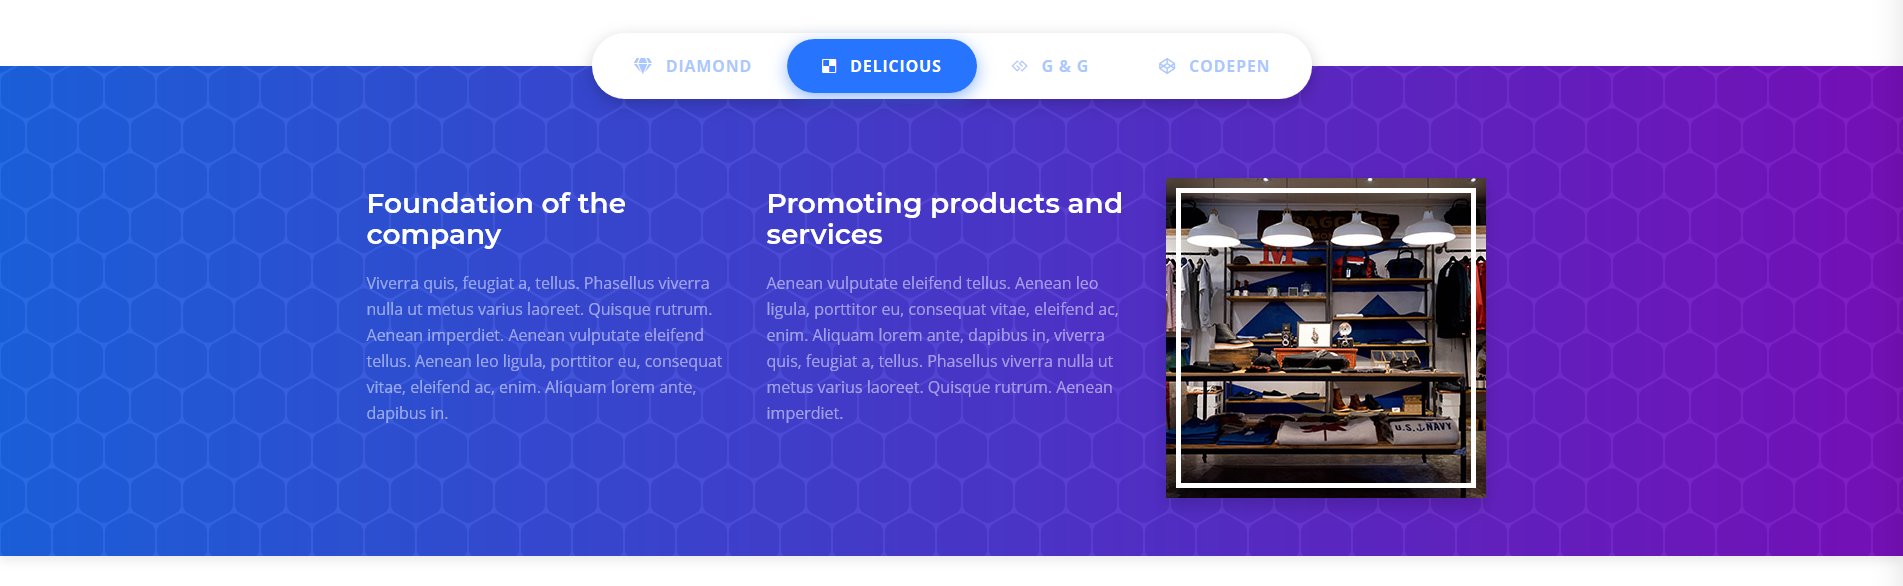 DIAMOND
DELICIOUS
G & G
CODEPEN
Foundation of the
company
Viverra quis, feugiat a, tellus. Phasellus viverra
nulla ut metus varius laoreet. Quisque rutrum.
Aenean imperdiet. Aenean vulputate eleifend
tellus. Aenean leo ligula, porttitor eu, consequat
vitae, eleifend ac, enim. Aliquam lorem ante,
dapibus in.
Promoting products and
services
Aenean vulputate eleifend tellus. Aenean leo
ligula, porttitor eu, consequat vitae, eleifend ac,
enim. Aliquam lorem ante, dapibus in, viverra
quis, feugiat a, tellus. Phasellus viverra nulla ut
metus varius laoreet. Quisque rutrum. Aenean
imperdiet.
M
U.S. NAVY